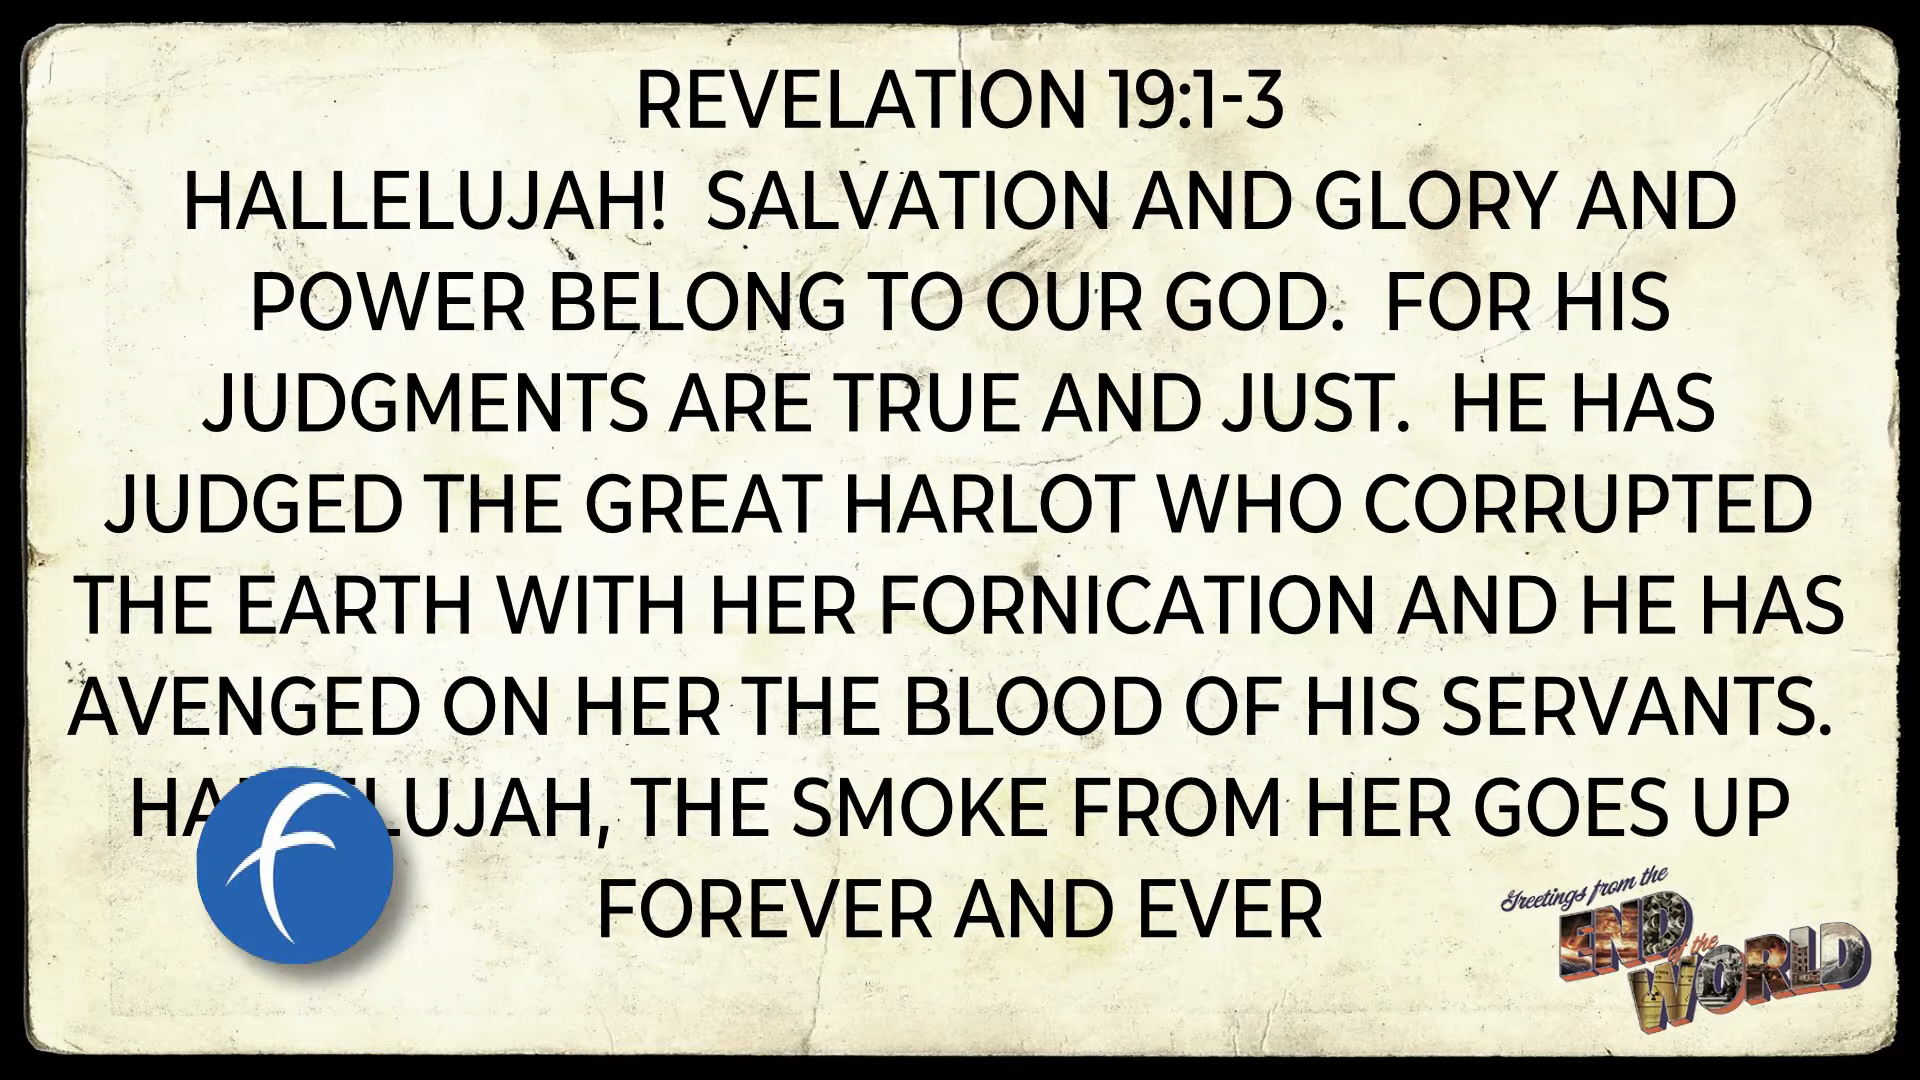 REVELATION 19:1-3
HALLELUJAH!  SALVATION AND GLORY AND
POWER BELONG TO OUR GOD.  FOR HIS
JUDGMENTS ARE TRUE AND JUST.  HE HAS
JUDGED THE GREAT HARLOT WHO CORRUPTED
THE EARTH WITH HER FORNICATION AND HE HAS
AVENGED ON HER THE BLOOD OF HIS SERVANTS.
THE SMOKE FROM HER GOES UP
FOREVER AND EVER
Greetings from the
END
of the
WORLD